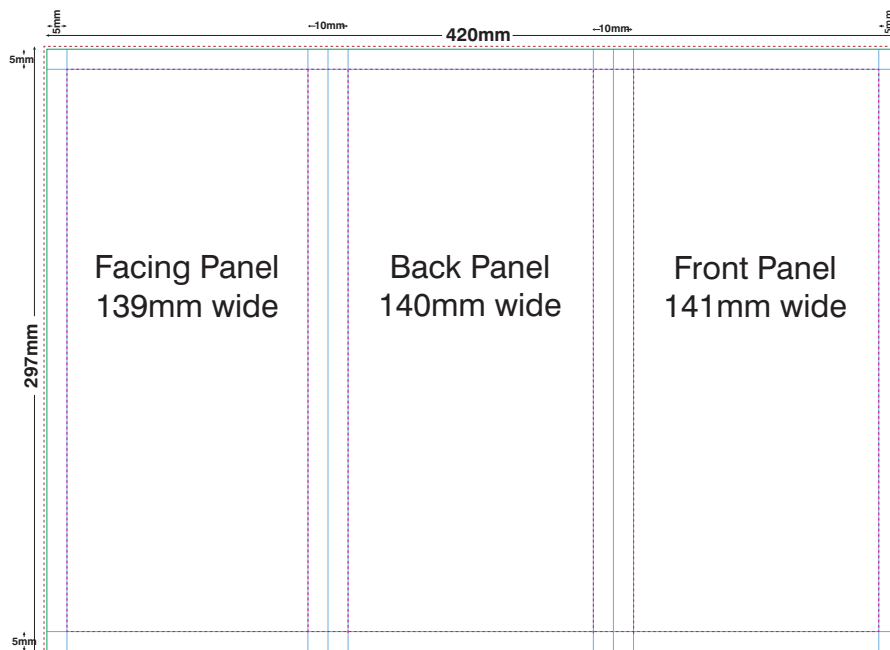 5mm
10mm
10mm
5mm
420mm
5mm
Facing Panel
139mm wide
Back Panel
140mm wide
Front Panel
141mm wide
297mm
5mm